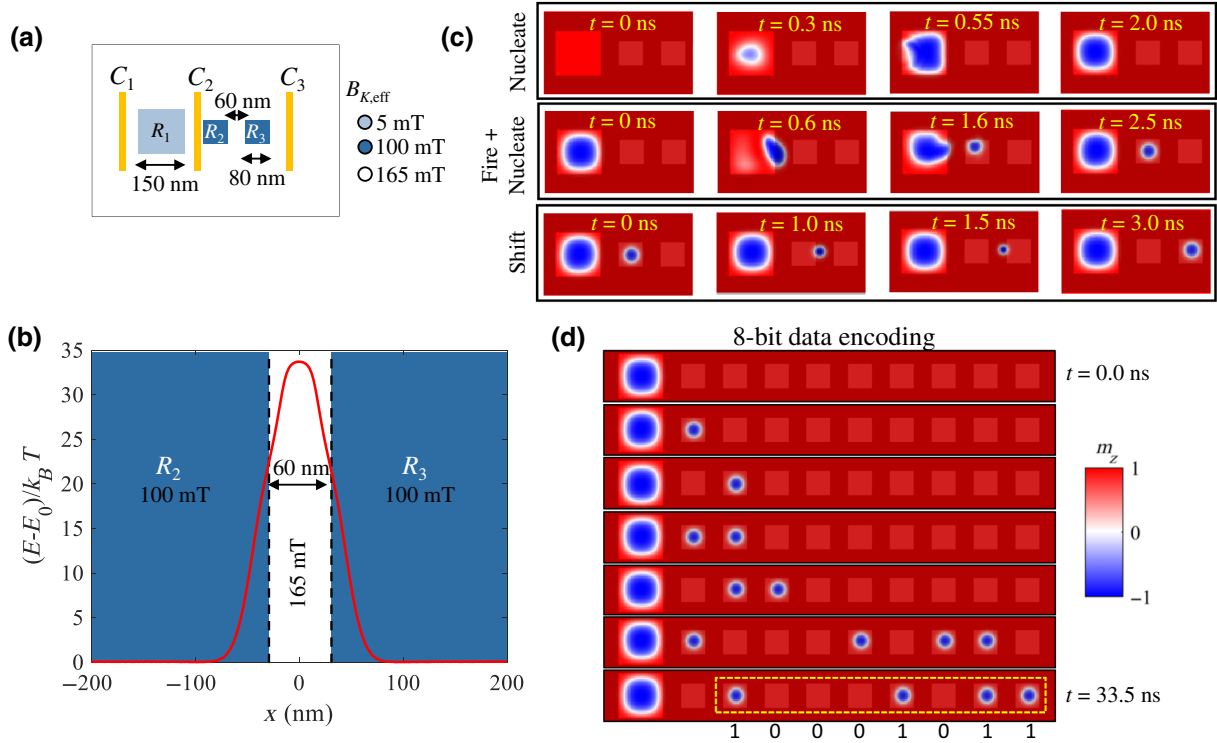 (a)
C1 C2 C3
60 nm
R1 R2 R3
150 nm
80 nm
BK,eff
5 mT
100 mT
165 mT
(c)
Nucleate
t = 0 ns t = 0.3 ns t = 0.55 ns t = 2.0 ns
Fire + Nucleate
t = 0 ns t = 0.6 ns t = 1.6 ns t = 2.5 ns
Shift
t = 0 ns t = 1.0 ns t = 1.5 ns t = 3.0 ns
(b)
(E-E0)/kB T
35
30
25
20
15
10
5
0
R2
100 mT
60 nm
165 mT
R3
100 mT
−200 −100 0 100 200
x (nm)
(d)
8-bit data encoding
t = 0.0 ns
mz
1
0
−1
t = 33.5 ns
1 0 0 0 1 0 1 1